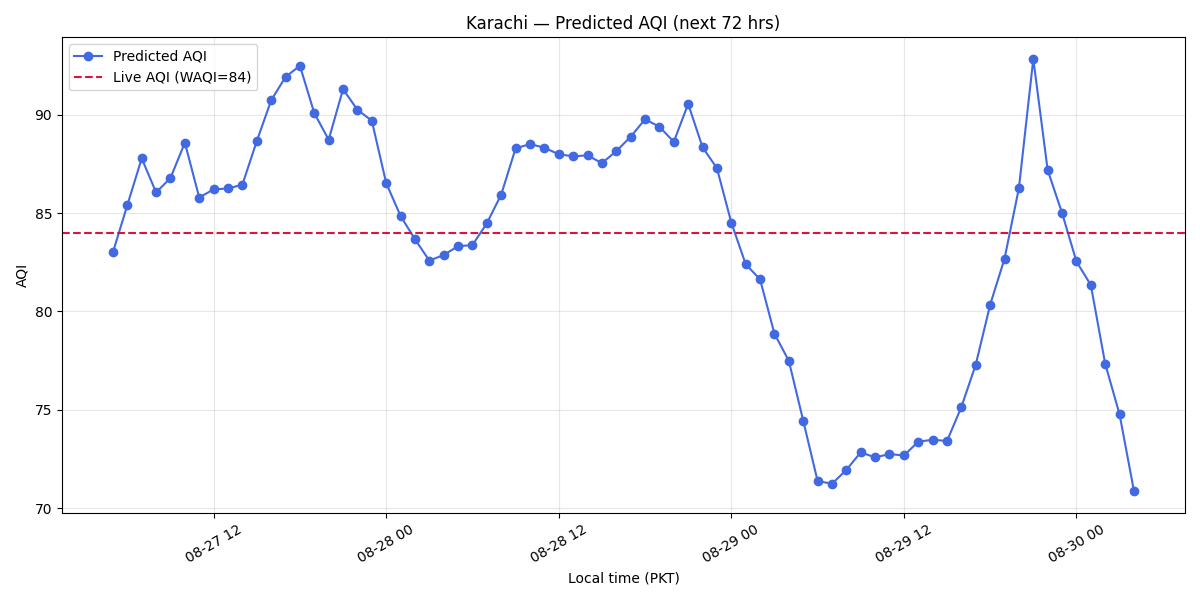 Karachi — Predicted AQI (next 72 hrs)
Predicted AQI
Live AQI (WAQI=84)
AQI
90
85
80
75
70
08-27 12
08-28 00
08-28 12
08-29 00
08-29 12
08-30 00
Local time (PKT)